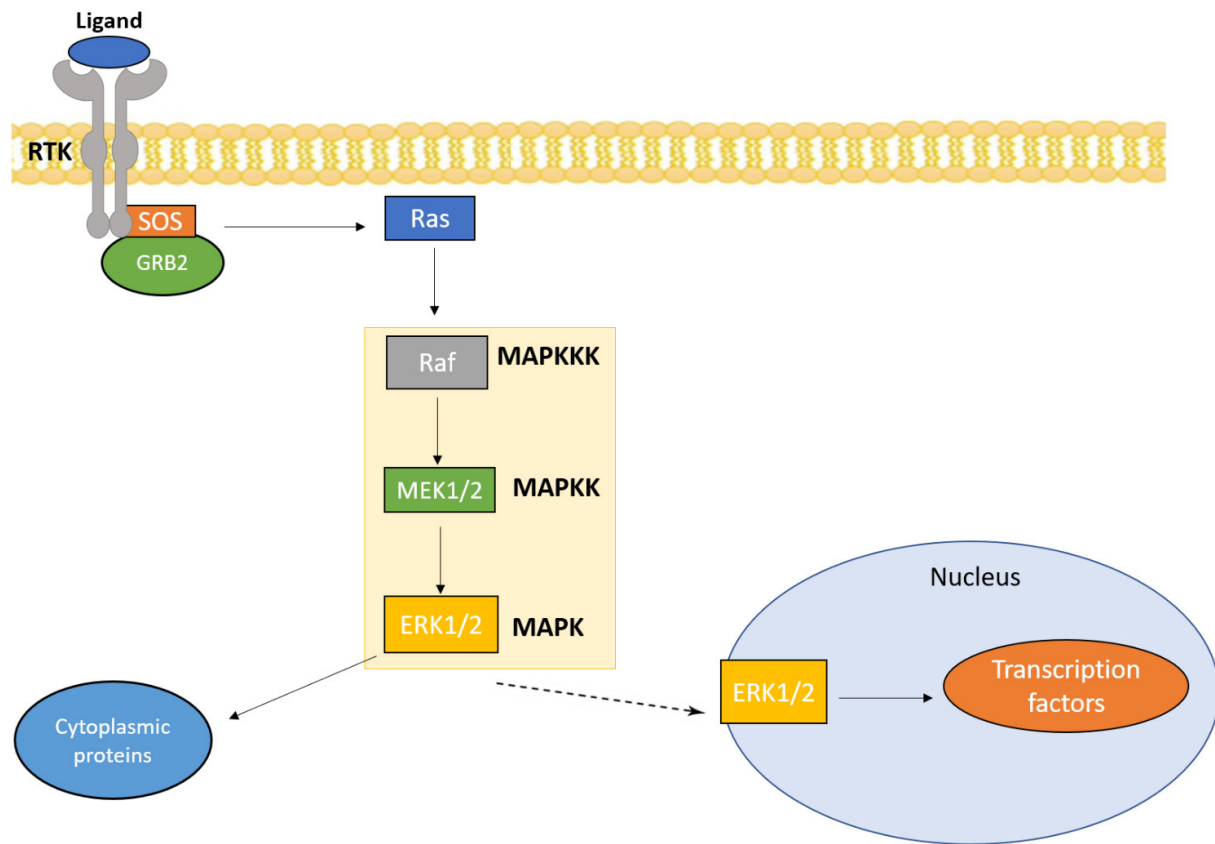 Ligand
RTK
SOS
GRB2
Ras
Raf
MAPKKK
MEK1/2
MAPKK
ERK1/2
MAPK
Cytoplasmic
proteins
Nucleus
ERK1/2
Transcription
factors